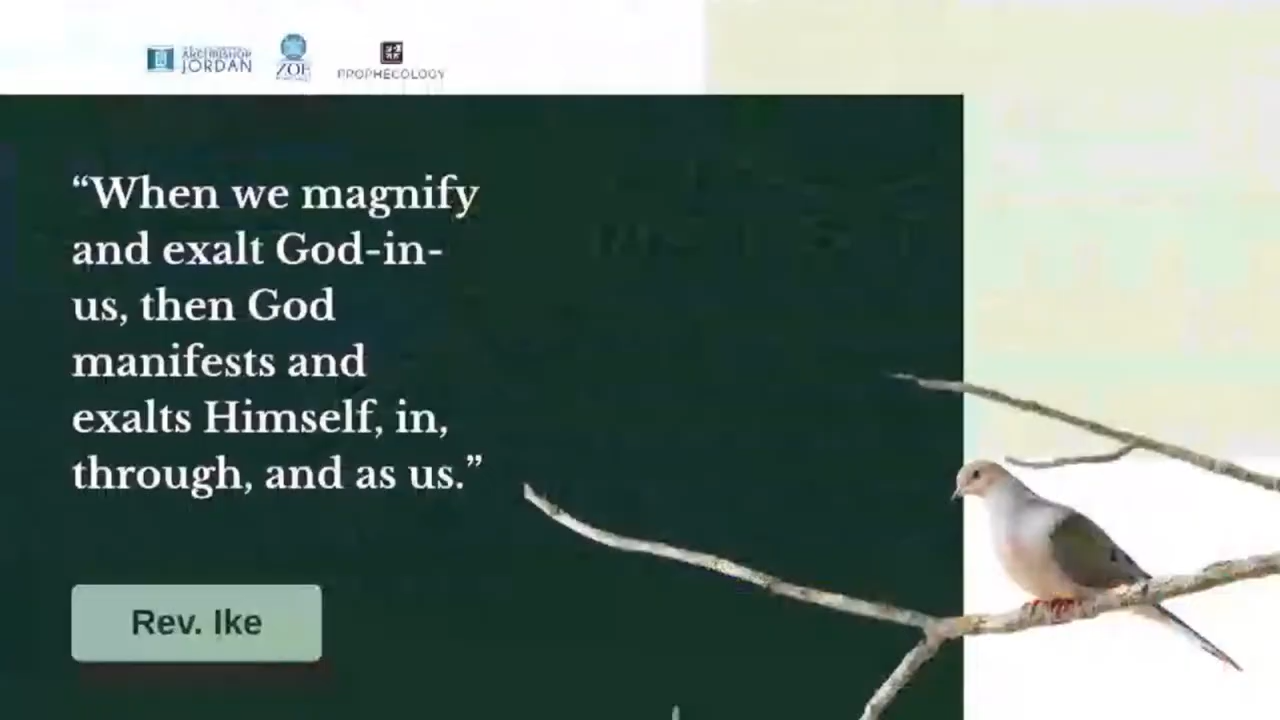 ARCHBISHOP
JORDAN
ZOE
PROPHECOLOGY
“When we magnify
and exalt God-in-
us, then God
manifests and
exalts Himself, in,
through, and as us.”
Rev. Ike